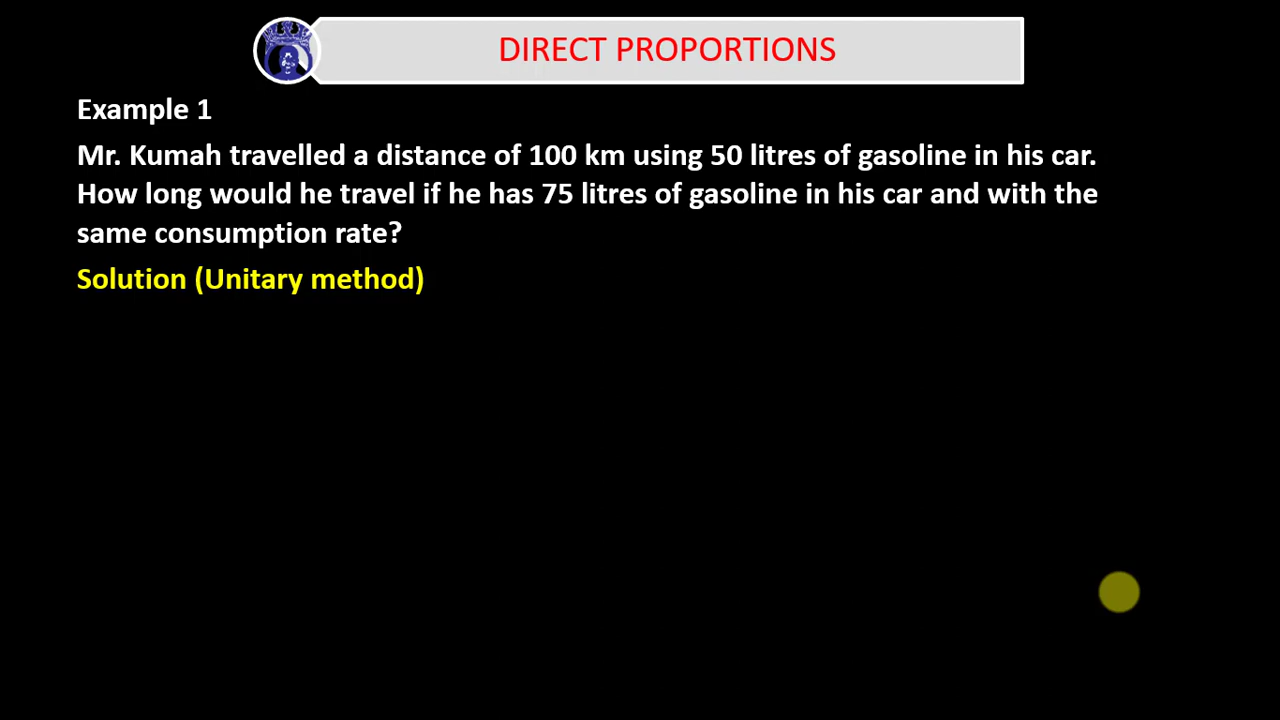 DIRECT PROPORTIONS
Example 1
Mr. Kumah travelled a distance of 100 km using 50 litres of gasoline in his car.
How long would he travel if he has 75 litres of gasoline in his car and with the
same consumption rate?
Solution (Unitary method)